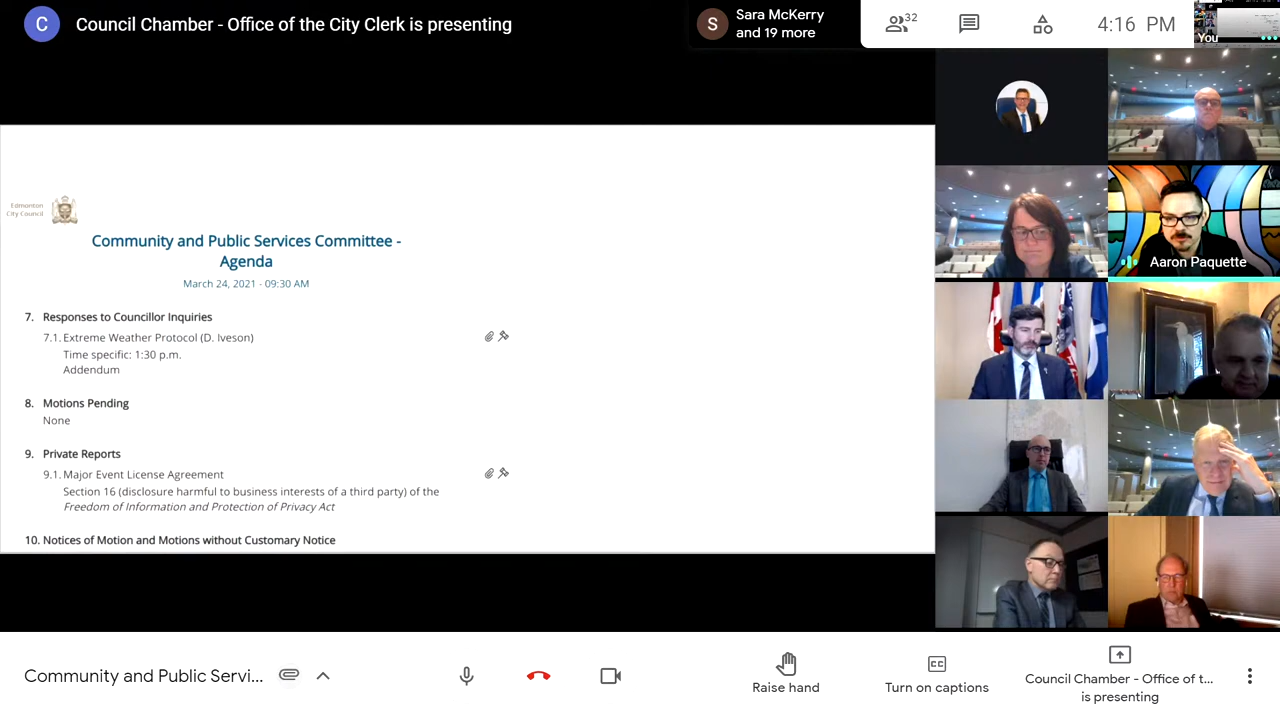 C
Council Chamber - Office of the City Clerk is presenting
S
Sara McKerry
and 19 more
32
4:16 PM
You
Edmonton
City Council
Community and Public Services Committee -
Agenda
March 24, 2021 - 09:30 AM
7. Responses to Councillor Inquiries
7.1. Extreme Weather Protocol (D. Iveson)
Time specific: 1:30 p.m.
Addendum
8. Motions Pending
None
9. Private Reports
9.1. Major Event License Agreement
Section 16 (disclosure harmful to business interests of a third party) of the
Freedom of Information and Protection of Privacy Act
10. Notices of Motion and Motions without Customary Notice
Aaron Paquette
Community and Public Servi...
Raise hand
CC
Turn on captions
Council Chamber - Office of t...
is presenting